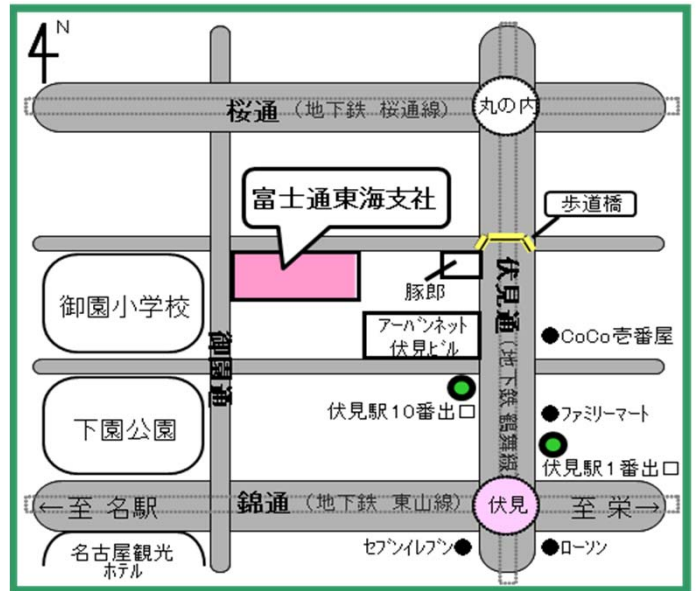 N
桜通（地下鉄 桜通線）
丸の内
富士通東海支社
歩道橋
豚郎
御園小学校
伏見通（地下鉄 鶴舞線）
アーバンネット
伏見ビル
CoCo壱番屋
御園通
伏見駅10番出口
ファミリーマート
下園公園
伏見駅1番出口
←至 名駅
錦通（地下鉄 東山線）
伏見
至 栄→
名古屋観光
ホテル
セブンイレブン
ローソン